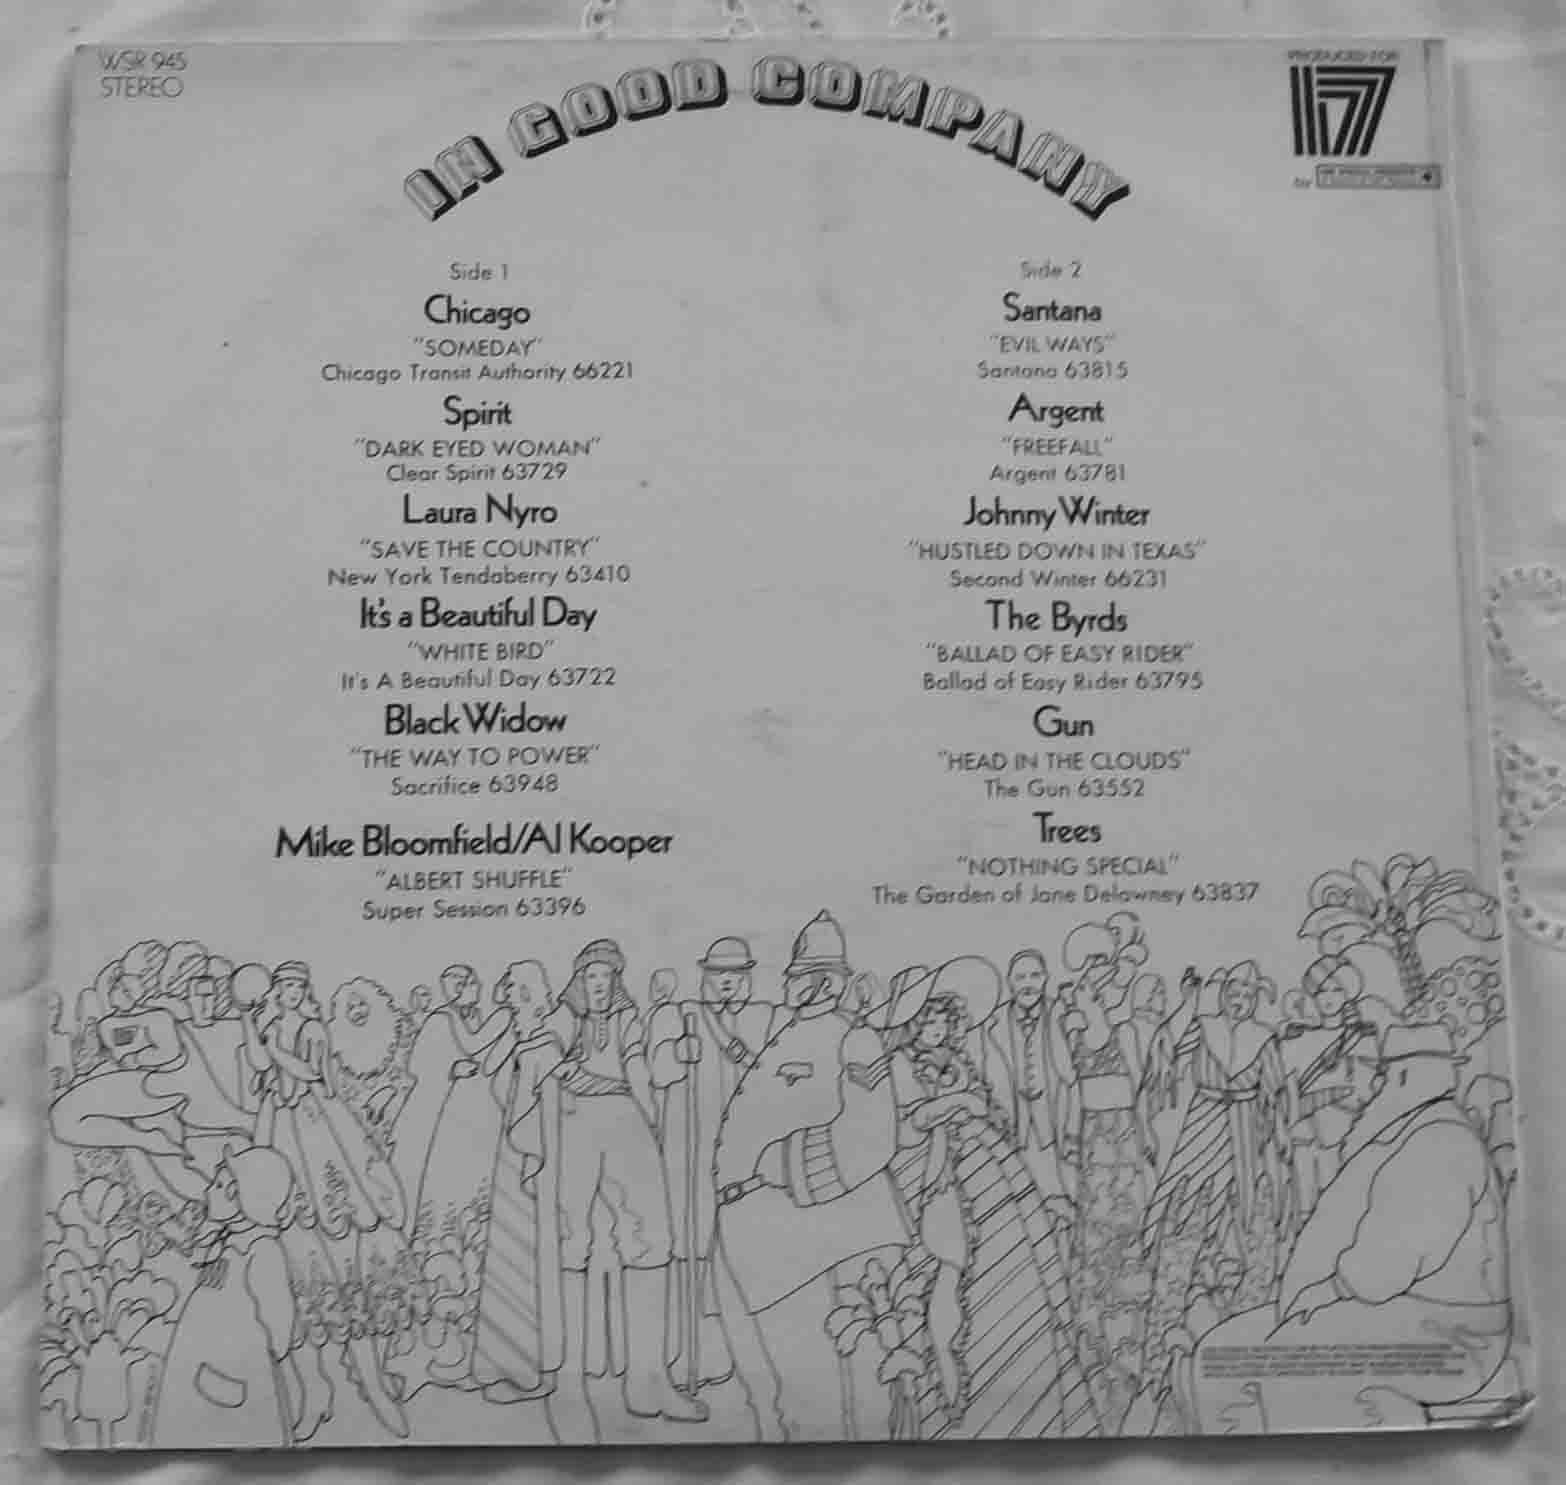 WSR 945
STEREO
IN GOOD COMPANY
PRODUCED FOR
17
by
Side 1
Chicago
"SOMEDAY"
Chicago Transit Authority 66221
Spirit
"DARK EYED WOMAN"
Clear Spirit 63729
Laura Nyro
"SAVE THE COUNTRY"
New York Tendaberry 63410
It's a Beautiful Day
"WHITE BIRD"
It's A Beautiful Day 63722
Black Widow
"THE WAY TO POWER"
Sacrifice 63948
Mike Bloomfield/Al Kooper
"ALBERT SHUFFLE"
Super Session 63396
Side 2
Santana
"EVIL WAYS"
Santana 63815
Argent
"FREEFALL"
Argent 63781
Johnny Winter
"HUSTLED DOWN IN TEXAS"
Second Winter 66231
The Byrds
"BALLAD OF EASY RIDER"
Ballad of Easy Rider 63795
Gun
"HEAD IN THE CLOUDS"
The Gun 63552
Trees
"NOTHING SPECIAL"
The Garden of Jane Delawney 63837